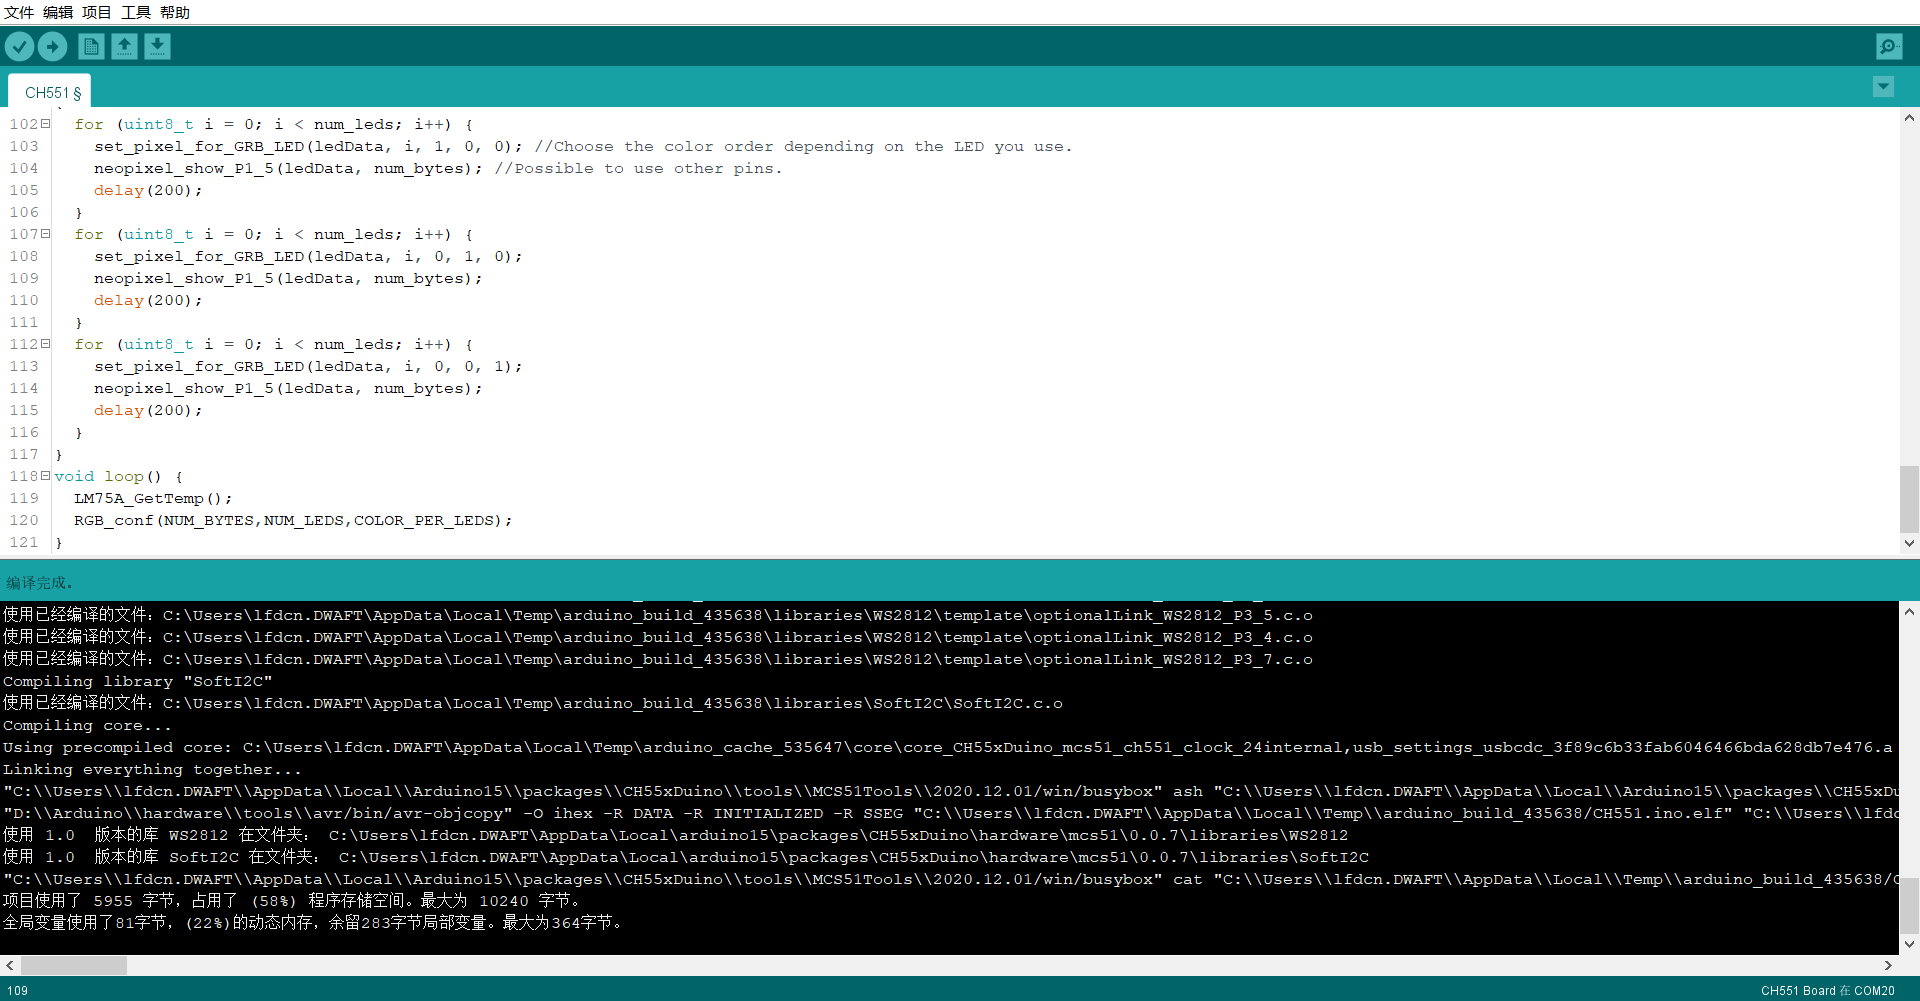 文件 编辑 项目 工具 帮助
CH551 §
102 for (uint8_t i = 0; i < num_leds; i++) {
103 set_pixel_for_GRB_LED(ledData, i, 1, 0, 0); //Choose the color order depending on the LED you use.
104 neopixel_show_P1_5(ledData, num_bytes); //Possible to use other pins.
105 delay(200);
106 }
107 for (uint8_t i = 0; i < num_leds; i++) {
108 set_pixel_for_GRB_LED(ledData, i, 0, 1, 0);
109 neopixel_show_P1_5(ledData, num_bytes);
110 delay(200);
111 }
112 for (uint8_t i = 0; i < num_leds; i++) {
113 set_pixel_for_GRB_LED(ledData, i, 0, 0, 1);
114 neopixel_show_P1_5(ledData, num_bytes);
115 delay(200);
116 }
117 }
118 void loop() {
119 LM75A_GetTemp();
120 RGB_conf(NUM_BYTES,NUM_LEDS,COLOR_PER_LEDS);
121 }
编译完成。
使用已经编译的文件：C:\Users\lfdcn.DWAFT\AppData\Local\Temp\arduino_build_435638\libraries\WS2812\template\optionalLink_WS2812_P3_5.c.o
使用已经编译的文件：C:\Users\lfdcn.DWAFT\AppData\Local\Temp\arduino_build_435638\libraries\WS2812\template\optionalLink_WS2812_P3_4.c.o
使用已经编译的文件：C:\Users\lfdcn.DWAFT\AppData\Local\Temp\arduino_build_435638\libraries\WS2812\template\optionalLink_WS2812_P3_7.c.o
Compiling library "SoftI2C"
使用已经编译的文件：C:\Users\lfdcn.DWAFT\AppData\Local\Temp\arduino_build_435638\libraries\SoftI2C\SoftI2C.c.o
Compiling core...
Using precompiled core: C:\Users\lfdcn.DWAFT\AppData\Local\Temp\arduino_cache_535647\core\core_CH55xDuino_mcs51_ch551_clock_24internal,usb_settings_usbcdc_3f89c6b33fab6046466bda628db7e476.a
Linking everything together...
"C:\\Users\\lfdcn.DWAFT\\AppData\\Local\\Arduino15\\packages\\CH55xDuino\\tools\\MCS51Tools\\2020.12.01/win/busybox" ash "C:\\Users\\lfdcn.DWAFT\\AppData\\Local\\Arduino15\\packages\\CH55xDu
"D:\\Arduino\\hardware\\tools\\avr/bin/avr-objcopy" -O ihex -R DATA -R INITIALIZED -R SSEG "C:\\Users\\lfdcn.DWAFT\\AppData\\Local\\Temp\\arduino_build_435638/CH551.ino.elf" "C:\\Users\\lfdc
使用 1.0 版本的库 WS2812 在文件夹： C:\Users\lfdcn.DWAFT\AppData\Local\arduino15\packages\CH55xDuino\hardware\mcs51\0.0.7\libraries\WS2812
使用 1.0 版本的库 SoftI2C 在文件夹： C:\Users\lfdcn.DWAFT\AppData\Local\arduino15\packages\CH55xDuino\hardware\mcs51\0.0.7\libraries\SoftI2C
"C:\\Users\\lfdcn.DWAFT\\AppData\\Local\\Arduino15\\packages\\CH55xDuino\\tools\\MCS51Tools\\2020.12.01/win/busybox" cat "C:\\Users\\lfdcn.DWAFT\\AppData\\Local\\Temp\\arduino_build_435638/C
项目使用了 5955 字节，占用了 (58%) 程序存储空间。最大为 10240 字节。
全局变量使用了81字节，(22%)的动态内存，余留283字节局部变量。最大为364字节。
109
CH551 Board 在 COM20